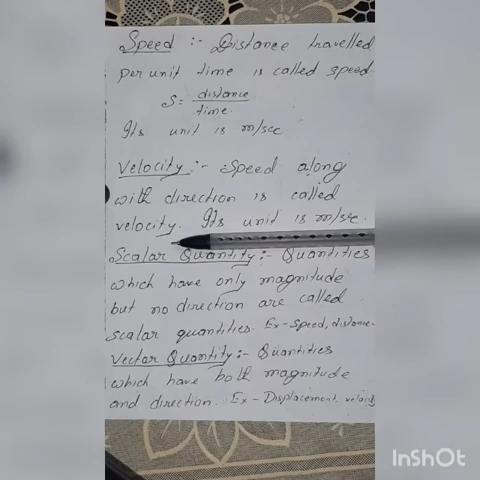 Speed :- Distance travelled
per unit time is called speed
S = distance
time.
Its unit is m/sec
Velocity :- Speed along
with direction is called
velocity. Its unit is m/sec.
Scalar Quantity :- Quantities
which have only magnitude
but no direction are called
scalar quantities. Ex - Speed, distance.
Vector Quantity :- Quantities
which have both magnitude
and direction. Ex - Displacement, velocity
InShOt